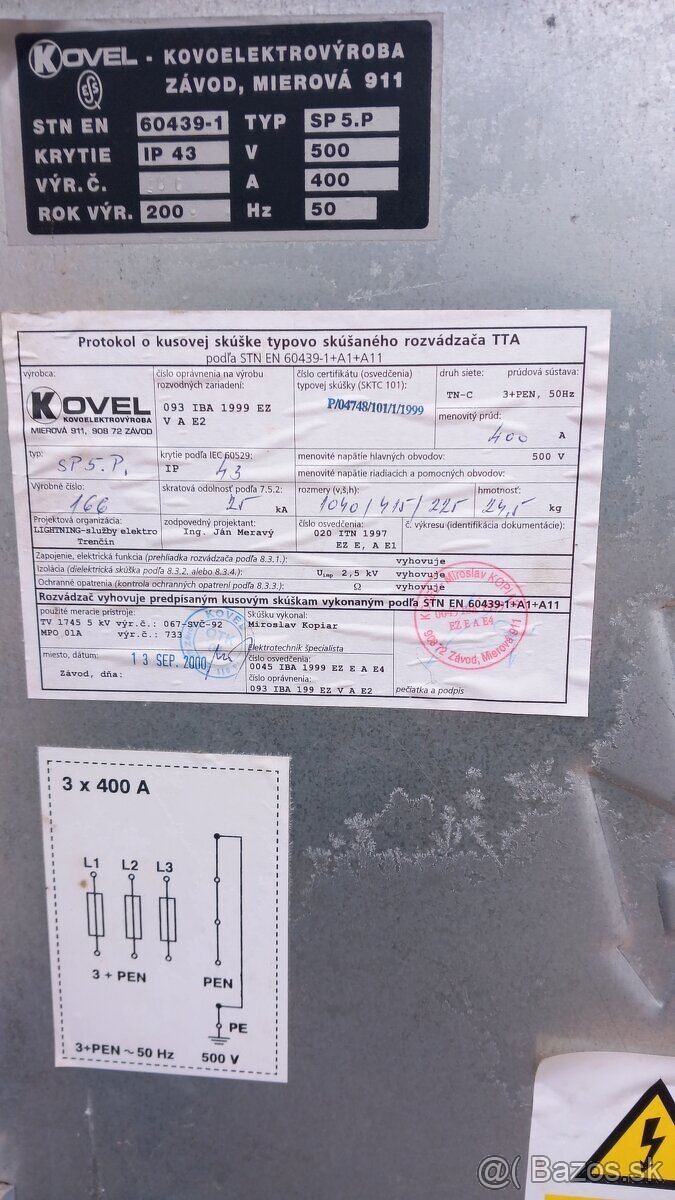 KOVEL - KOVOELEKTROVÝROBA
ZÁVOD, MIEROVÁ 911
STN EN 60439-1 TYP SP 5.P
KRYTIE IP 43 V 500
VÝR. Č. A 400
ROK VÝR. 200 Hz 50
Protokol o kusovej skúške typovo skúšaného rozvádzača TTA
podľa STN EN 60439-1+A1+A11
výrobca:
KOVEL
KOVOELEKTROVÝROBA
MIEROVÁ 911, 908 72 ZÁVOD
číslo oprávnenia na výrobu
rozvodných zariadení:
093 IBA 1999 EZ
V A E2
číslo certifikátu (osvedčenia)
typovej skúšky (SKTC 101):
P/04748/101/1/1999
druh siete: prúdová sústava:
TN-C 3+PEN, 50Hz
menovitý prúd:
400 A
typ:
SP5.P.
krytie podľa IEC 60529:
IP 43
menovité napätie hlavných obvodov: 500 V
menovité napätie riadiacich a pomocných obvodov:
Výrobné číslo:
166
skratová odolnosť podľa 7.5.2:
25 kA
rozmery (v,š,h):
1040/415/225
hmotnosť:
24,5 kg
Projektová organizácia:
LIGHTNING-služby elektro
Trenčín
zodpovedný projektant:
Ing. Ján Meravý
číslo osvedčenia:
020 ITN 1997
EZ E, A E1
č. výkresu (identifikácia dokumentácie):
Zapojenie, elektrická funkcia (prehliadka rozvádzača podľa 8.3.1.): vyhovuje
Izolácia (dielektrická skúška podľa 8.3.2. alebo 8.3.4.): Uimp 2,5 kV vyhovuje
Ochranné opatrenia (kontrola ochranných opatrení podľa 8.3.3.): Ω vyhovuje
Rozvádzač vyhovuje predpísaným kusovým skúškam vykonaným podľa STN EN 60439-1+A1+A11
použité meracie prístroje:
TV 1745 5 kV výr.č.: 067-SVČ-92
MPO 01A výr.č.: 733
miesto, dátum:
13 SEP. 2000
Závod, dňa:
KOVEL
OTK
Skúšku vykonal:
Miroslav Kopiar
Elektrotechnik špecialista
číslo osvedčenia:
0045 IBA 1999 EZ E A E4
číslo oprávnenia:
093 IBA 199 EZ V A E2
Miroslav KOPI
EZ E A E4
908 72 Závod, Mierová 911
pečiatka a podpis
3 x 400 A
L1 L2 L3
3 + PEN
PEN
PE
3+PEN ~ 50 Hz 500 V
@( Bazos.sk